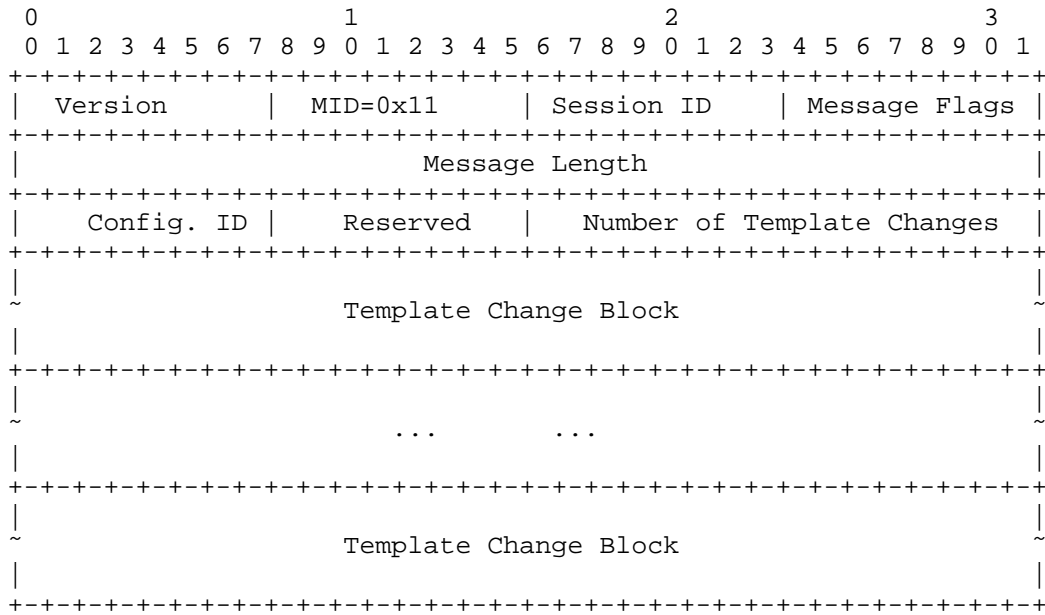 0                   1                   2                   3
 0 1 2 3 4 5 6 7 8 9 0 1 2 3 4 5 6 7 8 9 0 1 2 3 4 5 6 7 8 9 0 1
+-+-+-+-+-+-+-+-+-+-+-+-+-+-+-+-+-+-+-+-+-+-+-+-+-+-+-+-+-+-+-+-+
|  Version      |  MID=0x11     | Session ID    | Message Flags |
+-+-+-+-+-+-+-+-+-+-+-+-+-+-+-+-+-+-+-+-+-+-+-+-+-+-+-+-+-+-+-+-+
|                         Message Length                        |
+-+-+-+-+-+-+-+-+-+-+-+-+-+-+-+-+-+-+-+-+-+-+-+-+-+-+-+-+-+-+-+-+
|    Config. ID |    Reserved   |   Number of Template Changes  |
+-+-+-+-+-+-+-+-+-+-+-+-+-+-+-+-+-+-+-+-+-+-+-+-+-+-+-+-+-+-+-+-+
|                                                               |
~                    Template Change Block                      ~
|                                                               |
+-+-+-+-+-+-+-+-+-+-+-+-+-+-+-+-+-+-+-+-+-+-+-+-+-+-+-+-+-+-+-+-+
|                                                               |
~                       ...       ...                           ~
|                                                               |
+-+-+-+-+-+-+-+-+-+-+-+-+-+-+-+-+-+-+-+-+-+-+-+-+-+-+-+-+-+-+-+-+
|                                                               |
~                    Template Change Block                      ~
|                                                               |
+-+-+-+-+-+-+-+-+-+-+-+-+-+-+-+-+-+-+-+-+-+-+-+-+-+-+-+-+-+-+-+-+